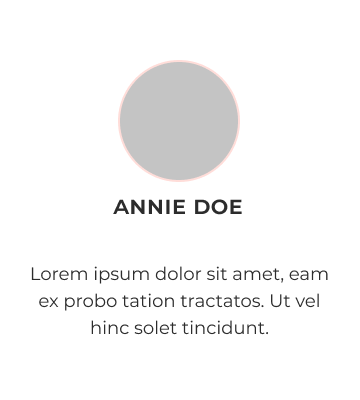 ANNIE DOE
Lorem ipsum dolor sit amet, eam
ex probo tation tractatos. Ut vel
hinc solet tincidunt.